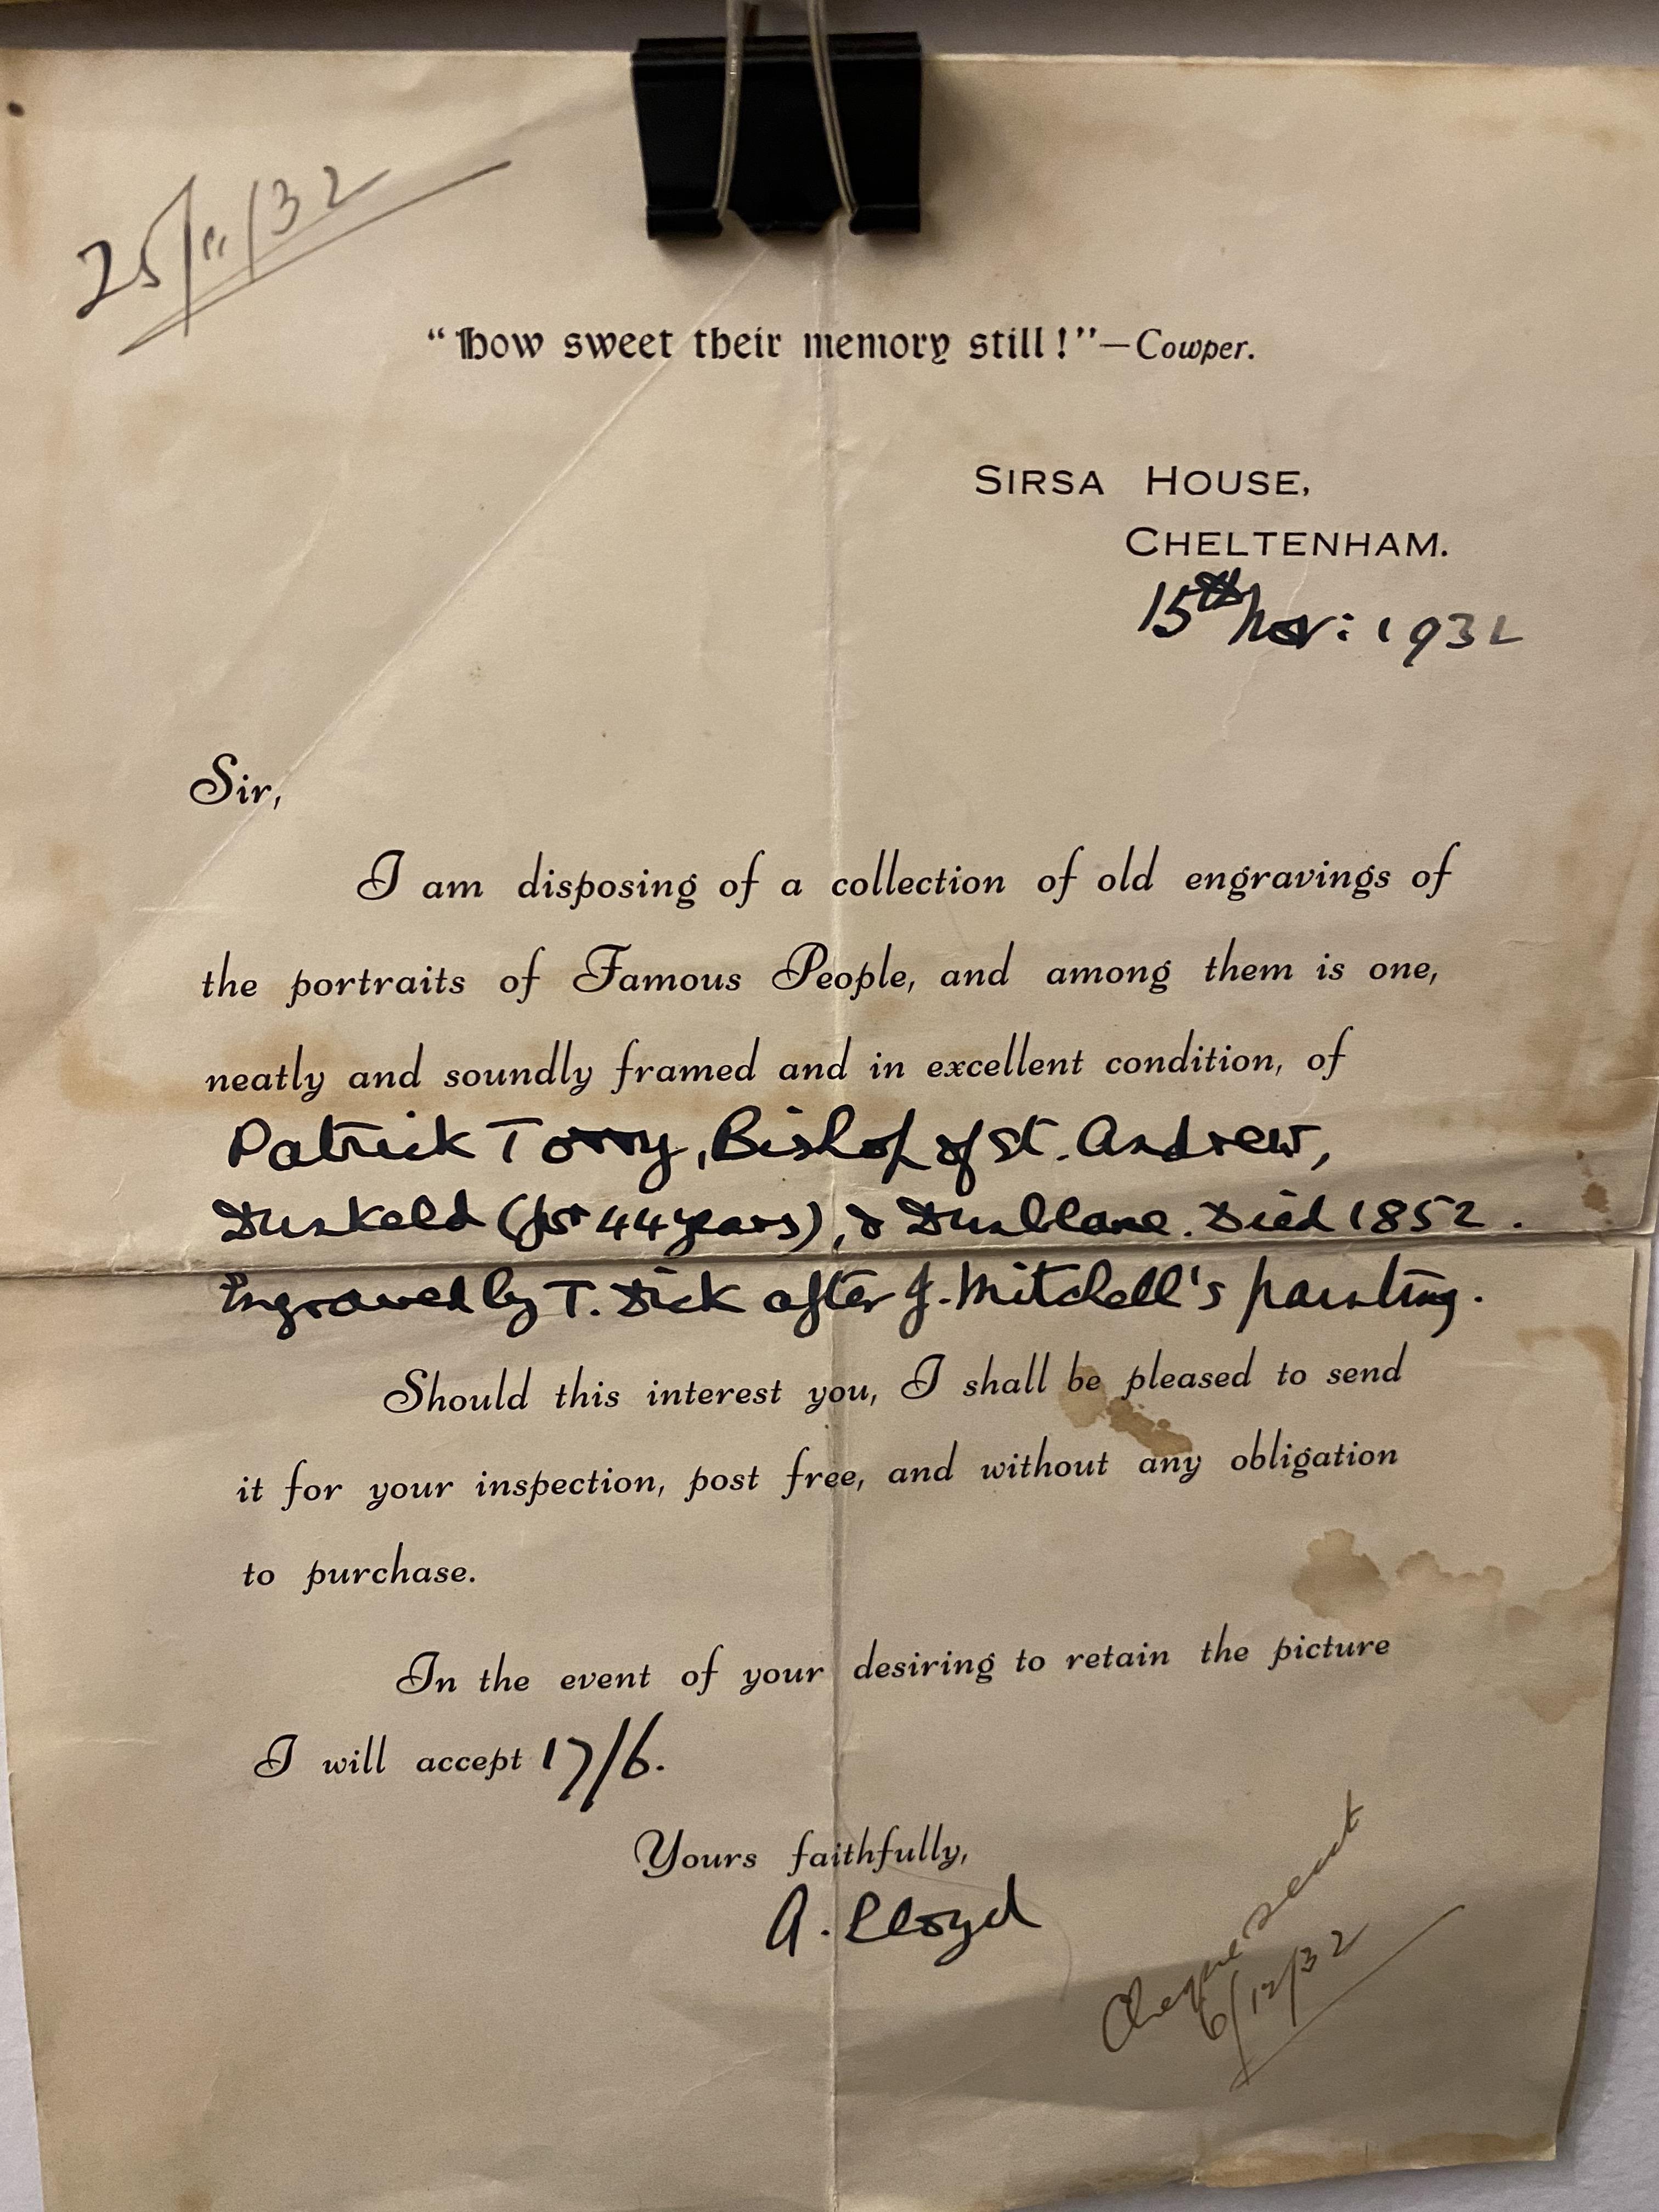 25/11/32
"How sweet their memory still!"—Cowper.
SIRSA HOUSE,
CHELTENHAM.
15th Nov: 1932
Sir,
I am disposing of a collection of old engravings of
the portraits of Famous People, and among them is one,
neatly and soundly framed and in excellent condition, of
Patrick Torry, Bishop of St. Andrew,
Dunkeld (for 44 years), & Dunblane. Died 1852.
Engraved by T. Dick after J. Mitchell's painting.
Should this interest you, I shall be pleased to send
it for your inspection, post free, and without any obligation
to purchase.
In the event of your desiring to retain the picture
I will accept 17/6.
Yours faithfully,
A. Lloyd
Cheque sent
6/12/32